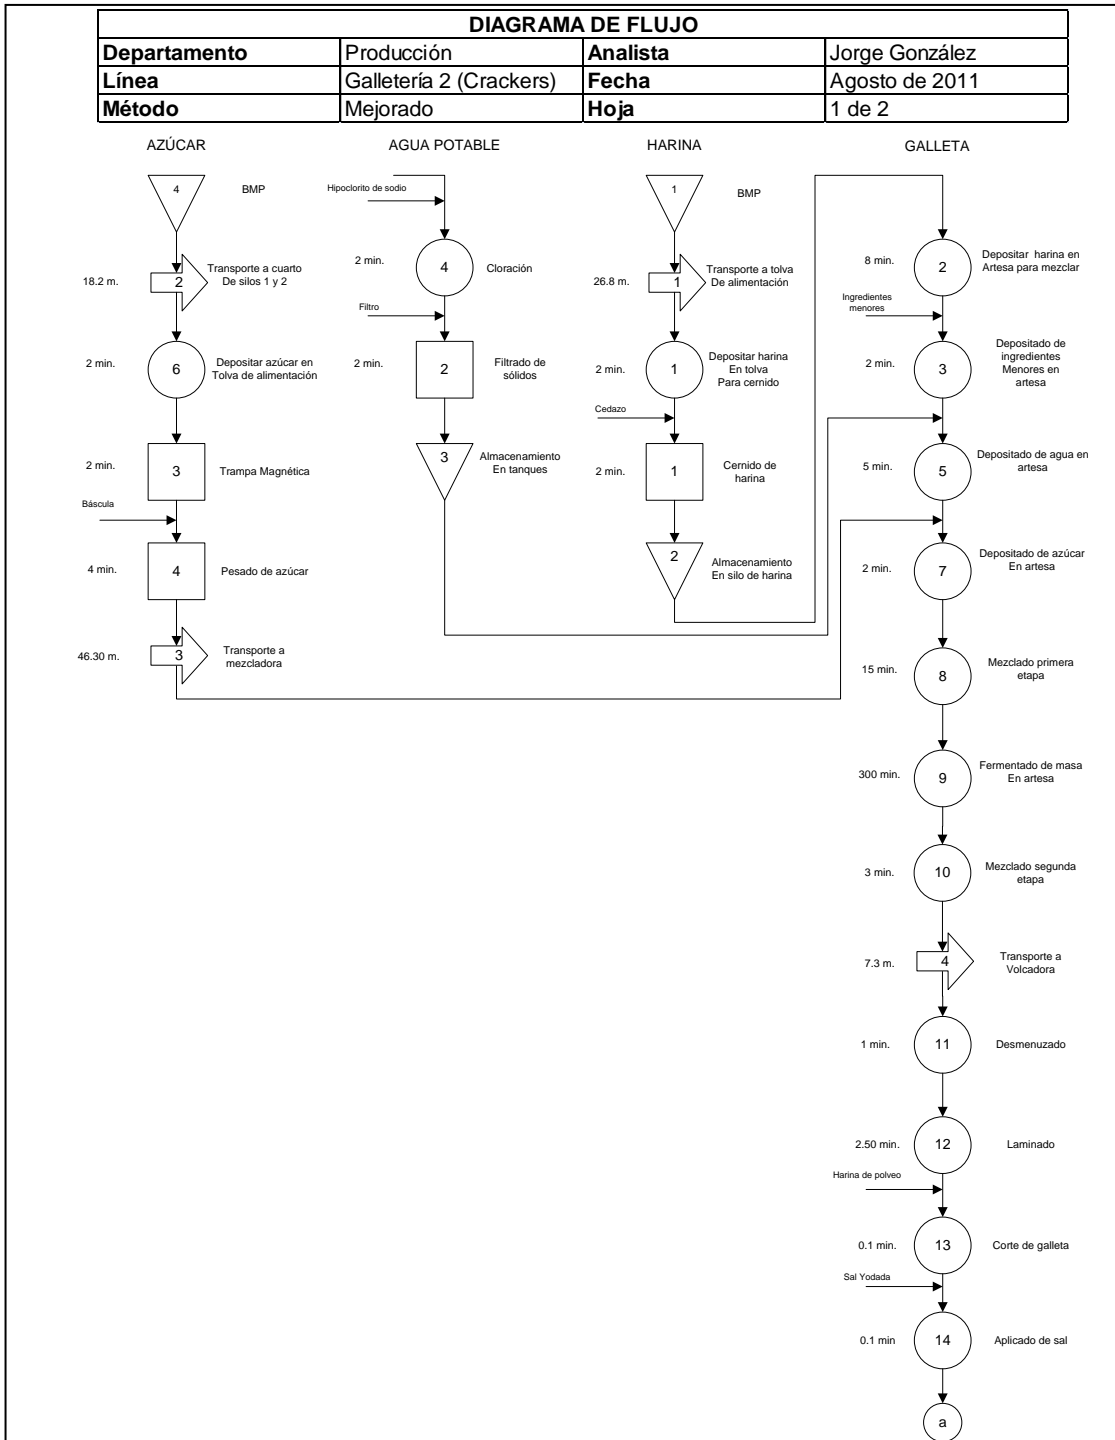 DIAGRAMA DE FLUJO
Departamento Producción Analista Jorge González
Línea Galletería 2 (Crackers) Fecha Agosto de 2011
Método Mejorado Hoja 1 de 2
AZÚCAR
4
BMP
18.2 m.
2
Transporte a cuarto
De silos 1 y 2
2 min.
6
Depositar azúcar en
Tolva de alimentación
2 min.
3
Trampa Magnética
Báscula
4 min.
4
Pesado de azúcar
46.30 m.
3
Transporte a
mezcladora
AGUA POTABLE
Hipoclorito de sodio
2 min.
4
Cloración
Filtro
2 min.
2
Filtrado de
sólidos
3
Almacenamiento
En tanques
HARINA
1
BMP
26.8 m.
1
Transporte a tolva
De alimentación
2 min.
1
Depositar harina
En tolva
Para cernido
Cedazo
2 min.
1
Cernido de
harina
2
Almacenamiento
En silo de harina
GALLETA
8 min.
2
Depositar harina en
Artesa para mezclar
Ingredientes
menores
2 min.
3
Depositado de
ingredientes
Menores en
artesa
5 min.
5
Depositado de agua en
artesa
2 min.
7
Depositado de azúcar
En artesa
15 min.
8
Mezclado primera
etapa
300 min.
9
Fermentado de masa
En artesa
3 min.
10
Mezclado segunda
etapa
7.3 m.
4
Transporte a
Volcadora
1 min.
11
Desmenuzado
2.50 min.
12
Laminado
Harina de polveo
0.1 min.
13
Corte de galleta
Sal Yodada
0.1 min
14
Aplicado de sal
a